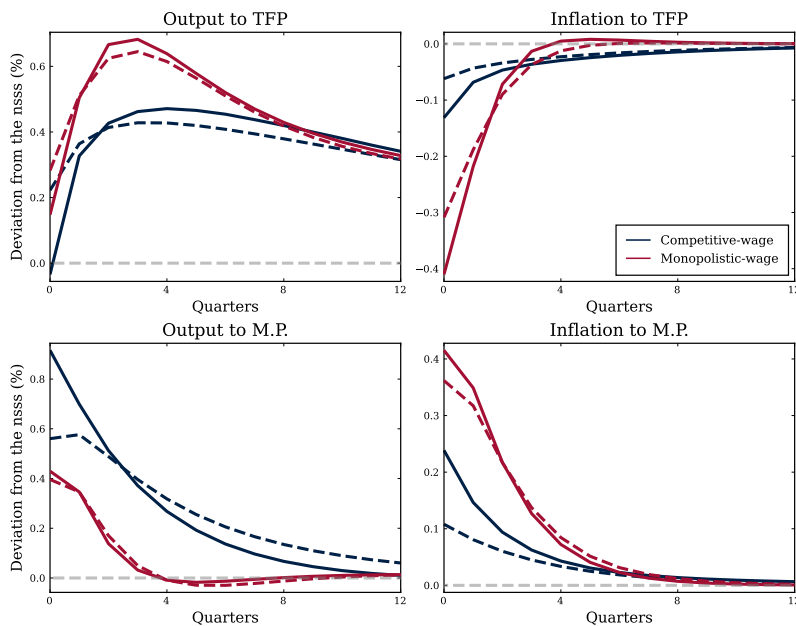 Output to TFP
Inflation to TFP
Deviation from the nsss (%)
0.6
0.4
0.2
0.0
0
4
8
12
Quarters
0.0
−0.1
−0.2
−0.3
−0.4
Competitive-wage
Monopolistic-wage
0
4
8
12
Quarters
Output to M.P.
Inflation to M.P.
Deviation from the nsss (%)
0.8
0.6
0.4
0.2
0.0
0
4
8
12
Quarters
0.4
0.3
0.2
0.1
0.0
0
4
8
12
Quarters